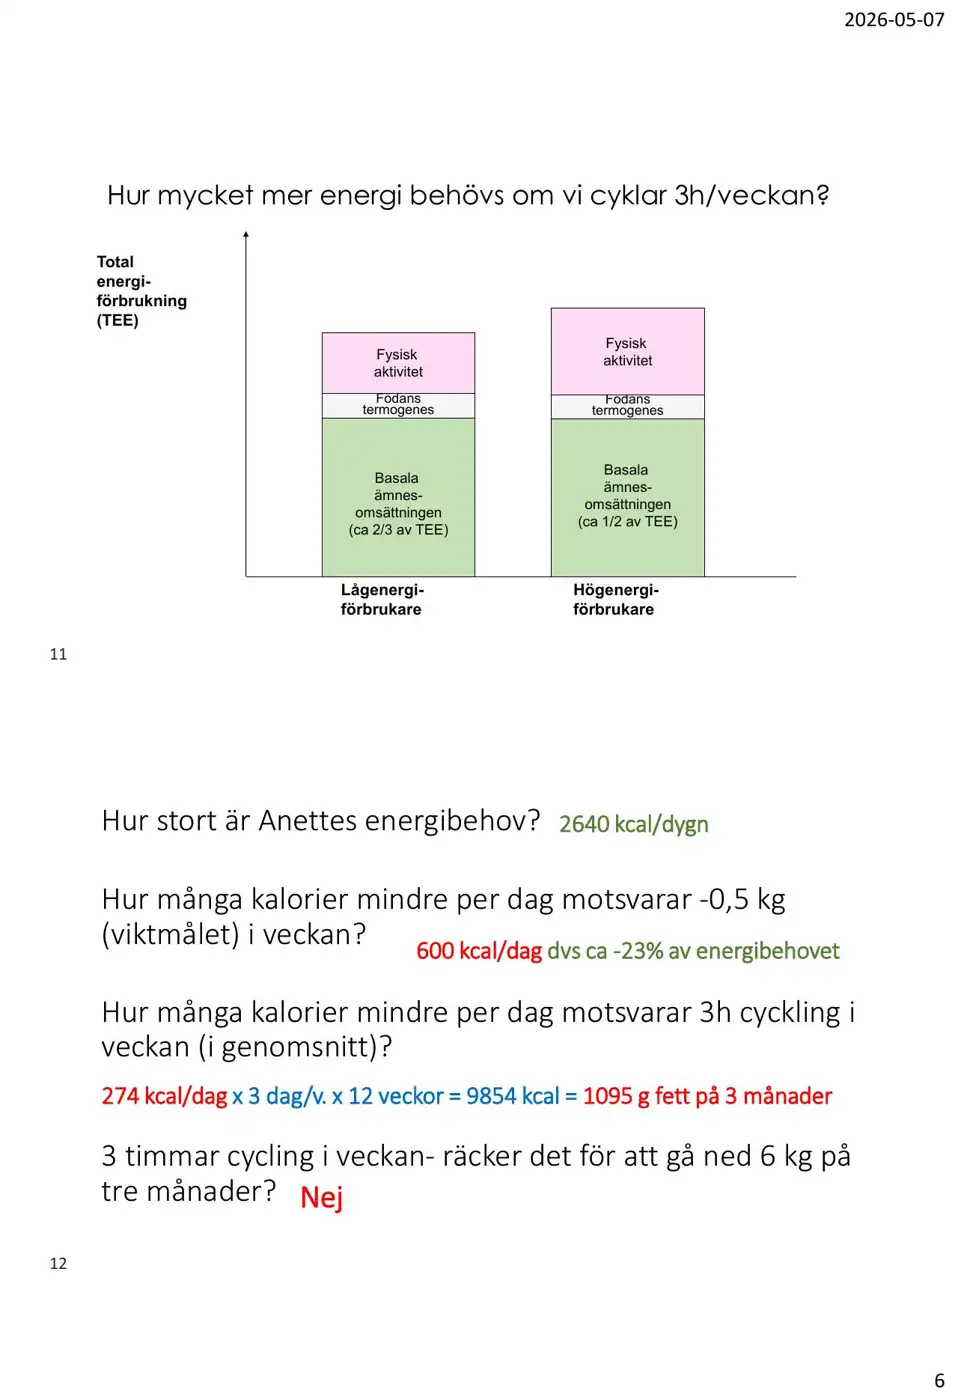 2026-05-07
Hur mycket mer energi behövs om vi cyklar 3h/veckan?
Total
energi-
förbrukning
(TEE)
Fysisk
aktivitet
Födans
termogenes
Basala
ämnes-
omsättningen
(ca 2/3 av TEE)
Fysisk
aktivitet
Födans
termogenes
Basala
ämnes-
omsättningen
(ca 1/2 av TEE)
Lågenergi-
förbrukare
Högenergi-
förbrukare
11
Hur stort är Anettes energibehov? 2640 kcal/dygn
Hur många kalorier mindre per dag motsvarar -0,5 kg
(viktmålet) i veckan?
600 kcal/dag dvs ca -23% av energibehovet
Hur många kalorier mindre per dag motsvarar 3h cyckling i
veckan (i genomsnitt)?
274 kcal/dag x 3 dag/v. x 12 veckor = 9854 kcal = 1095 g fett på 3 månader
3 timmar cycling i veckan- räcker det för att gå ned 6 kg på
tre månader? Nej
12
6